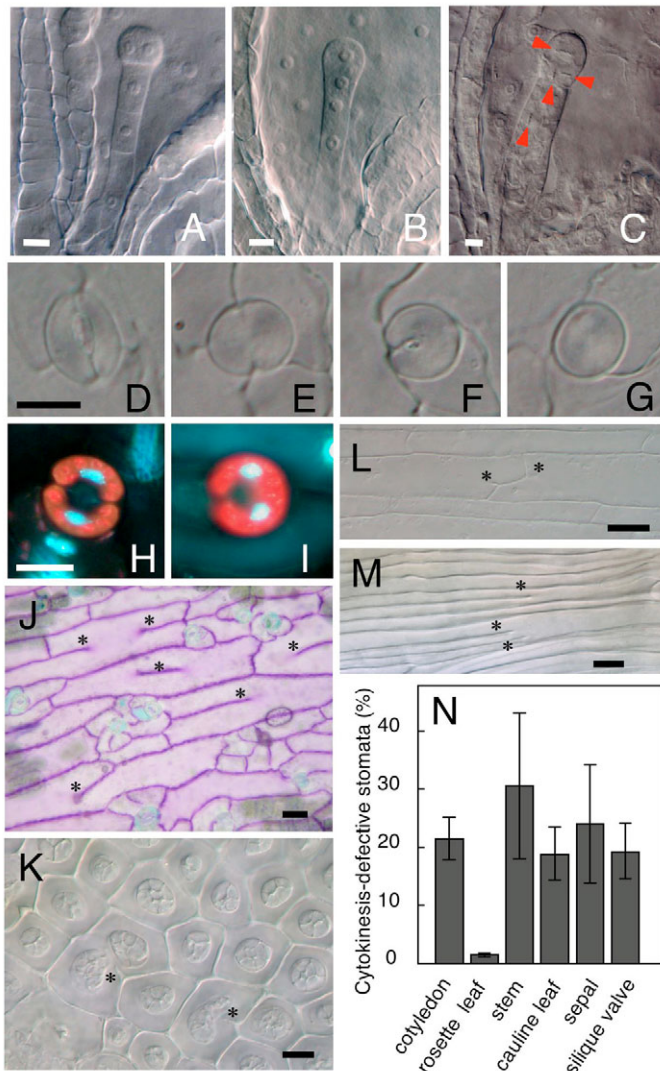 A
B
C
D
E
F
G
H
I
L
*
*
J
*
*
*
*
*
*
M
*
*
*
K
*
*
N
Cytokinesis-defective stomata (%)
40
30
20
10
0
cotyledon
rosette leaf
stem
cauline leaf
sepal
silique valve